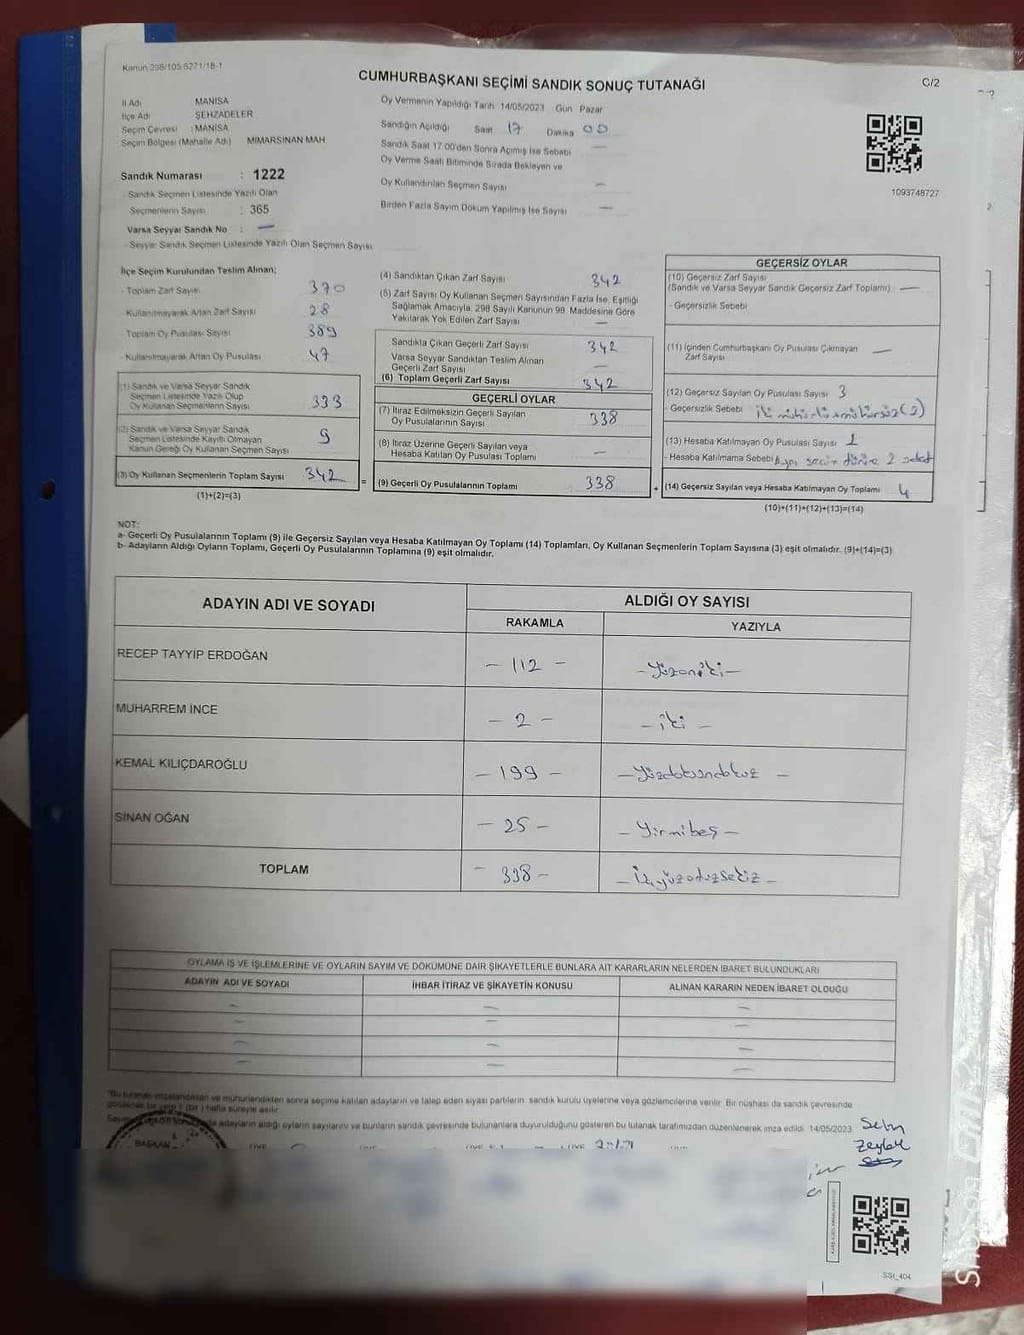 Kanun 298/105 6271/18-1
CUMHURBAŞKANI SEÇİMİ SANDIK SONUÇ TUTANAĞI
C/2
İl Adı MANİSA
İlçe Adı ŞEHZADELER
Seçim Çevresi : MANİSA
Seçim Bölgesi (Mahalle Adı) MİMARSİNAN MAH
Sandık Numarası : 1222
Sandık Seçmen Listesinde Yazılı Olan
Seçmenlerin Sayısı : 365
Varsa Seyyar Sandık No : —
Seyyar Sandık Seçmen Listesinde Yazılı Olan Seçmen Sayısı
Oy Vermenin Yapıldığı Tarih 14/05/2023 Gün Pazar
Sandığın Açıldığı Saat 17 Dakika 00
Sandık Saat 17.00'den Sonra Açılmış İse Sebebi —
Oy Verme Saati Bitiminde Sırada Bekleyen ve
Oy Kullandırılan Seçmen Sayısı —
Birden Fazla Sayım Döküm Yapılmış İse Sayısı —
1093748727
İlçe Seçim Kurulundan Teslim Alınan;
- Toplam Zarf Sayısı 370
- Kullanılmayarak Artan Zarf Sayısı 28
- Toplam Oy Pusulası Sayısı 389
- Kullanılmayarak Artan Oy Pusulası 47
(1) Sandık ve Varsa Seyyar Sandık
Seçmen Listesinde Yazılı Olup
Oy Kullanan Seçmenlerin Sayısı 333
(2) Sandık ve Varsa Seyyar Sandık
Seçmen Listesinde Kayıtlı Olmayan
Kanun Gereği Oy Kullanan Seçmen Sayısı 9
(3) Oy Kullanan Seçmenlerin Toplam Sayısı 342
(1)+(2)=(3)
(4) Sandıktan Çıkan Zarf Sayısı 342
(5) Zarf Sayısı Oy Kullanan Seçmen Sayısından Fazla İse, Eşitliği
Sağlamak Amacıyla, 298 Sayılı Kanunun 98. Maddesine Göre
Yakılarak Yok Edilen Zarf Sayısı —
Sandıkta Çıkan Geçerli Zarf Sayısı 342
Varsa Seyyar Sandıktan Teslim Alınan
Geçerli Zarf Sayısı —
(6) Toplam Geçerli Zarf Sayısı 342
GEÇERLİ OYLAR
(7) İtiraz Edilmeksizin Geçerli Sayılan
Oy Pusulalarının Sayısı 338
(8) İtiraz Üzerine Geçerli Sayılan veya
Hesaba Katılan Oy Pusulası Toplamı —
= (9) Geçerli Oy Pusulalarının Toplamı 338
GEÇERSİZ OYLAR
(10) Geçersiz Zarf Sayısı
(Sandık ve Varsa Seyyar Sandık Geçersiz Zarf Toplamı) —
- Geçersizlik Sebebi
(11) İçinden Cumhurbaşkanı Oy Pusulası Çıkmayan
Zarf Sayısı —
(12) Geçersiz Sayılan Oy Pusulası Sayısı 3
- Geçersizlik Sebebi iki mühürlü+mühürsüz(2)
(13) Hesaba Katılmayan Oy Pusulası Sayısı 1
- Hesaba Katılmama Sebebi Aynı seçim türüne 2 adet
+ (14) Geçersiz Sayılan veya Hesaba Katılmayan Oy Toplamı 4
(10)+(11)+(12)+(13)=(14)
NOT:
a- Geçerli Oy Pusulalarının Toplamı (9) ile Geçersiz Sayılan veya Hesaba Katılmayan Oy Toplamı (14) Toplamları, Oy Kullanan Seçmenlerin Toplam Sayısına (3) eşit olmalıdır. (9)+(14)=(3)
b- Adayların Aldığı Oyların Toplamı, Geçerli Oy Pusulalarının Toplamına (9) eşit olmalıdır.
ADAYIN ADI VE SOYADI
ALDIĞI OY SAYISI
RAKAMLA YAZIYLA
RECEP TAYYİP ERDOĞAN - 112 - - Yüzoniki -
MUHARREM İNCE - 2 - - iki -
KEMAL KILIÇDAROĞLU - 199 - - Yüzdoksandokuz -
SİNAN OĞAN - 25 - - Yirmibeş -
TOPLAM - 338 - - Üçyüzotuzsekiz -
OYLAMA İŞ VE İŞLEMLERİNE VE OYLARIN SAYIM VE DÖKÜMÜNE DAİR ŞİKAYETLERLE BUNLARA AİT KARARLARIN NELERDEN İBARET BULUNDUKLARI
ADAYIN ADI VE SOYADI İHBAR İTİRAZ VE ŞİKAYETİN KONUSU ALINAN KARARIN NEDEN İBARET OLDUĞU
— — —
— — —
— — —
— — —
"Bu tutanak imzalandıktan ve mühürlendikten sonra seçime katılan adayların ve talep eden siyasi partilerin sandık kurulu üyelerine veya gözlemcilerine verilir. Bir nüshası da sandık çevresinde
görülebilir bir yere 1 (bir) hafta süreyle asılır.
adayların aldığı oyların sayılarını ve bunların sandık çevresinde bulunanlara duyurulduğunu gösteren bu tutanak tarafımızdan düzenlenerek imza edildi. 14/05/2023
Selin
Zeybek
BAŞKAN
SSI_404
Shot on